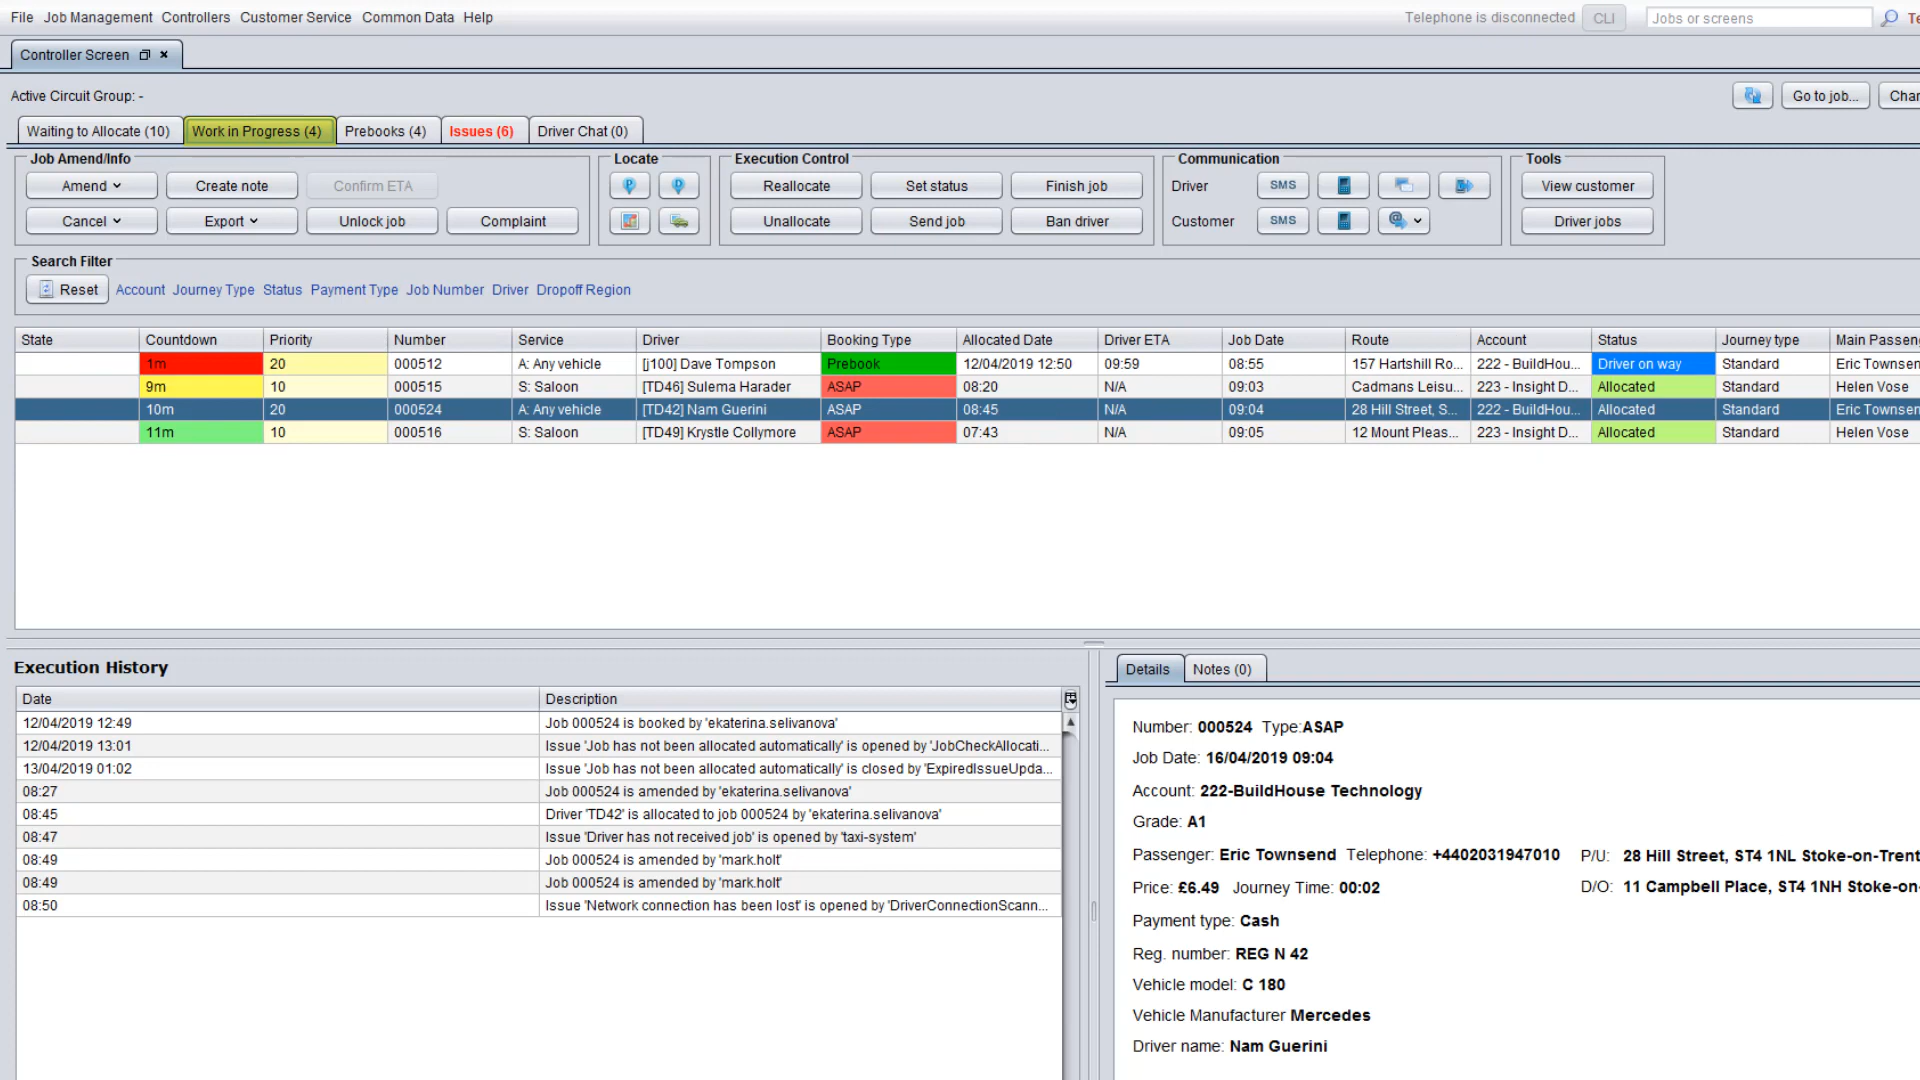 File Job Management Controllers Customer Service Common Data Help Telephone is disconnected CLI Jobs or screens
Controller Screen
Active Circuit Group: - Go to job...
Waiting to Allocate (10) Work in Progress (4) Prebooks (4) Issues (6) Driver Chat (0)
Job Amend/Info Locate Execution Control Communication Tools
Amend Create note Confirm ETA P D Reallocate Set status Finish job Driver SMS View customer
Cancel Export Unlock job Complaint Unallocate Send job Ban driver Customer SMS Driver jobs
Search Filter
Reset Account Journey Type Status Payment Type Job Number Driver Dropoff Region
State Countdown Priority Number Service Driver Booking Type Allocated Date Driver ETA Job Date Route Account Status Journey type Main Passen
1m 20 000512 A: Any vehicle [j100] Dave Tompson Prebook 12/04/2019 12:50 09:59 08:55 157 Hartshill Ro... 222 - BuildHou... Driver on way Standard Eric Townsen
9m 10 000515 S: Saloon [TD46] Sulema Harader ASAP 08:20 N/A 09:03 Cadmans Leisu... 223 - Insight D... Allocated Standard Helen Vose
10m 20 000524 A: Any vehicle [TD42] Nam Guerini ASAP 08:45 N/A 09:04 28 Hill Street, S... 222 - BuildHou... Allocated Standard Eric Townsen
11m 10 000516 S: Saloon [TD49] Krystle Collymore ASAP 07:43 N/A 09:05 12 Mount Pleas... 223 - Insight D... Allocated Standard Helen Vose
Execution History
Date Description
12/04/2019 12:49 Job 000524 is booked by 'ekaterina.selivanova'
12/04/2019 13:01 Issue 'Job has not been allocated automatically' is opened by 'JobCheckAllocati...
13/04/2019 01:02 Issue 'Job has not been allocated automatically' is closed by 'ExpiredIssueUpda...
08:27 Job 000524 is amended by 'ekaterina.selivanova'
08:45 Driver 'TD42' is allocated to job 000524 by 'ekaterina.selivanova'
08:47 Issue 'Driver has not received job' is opened by 'taxi-system'
08:49 Job 000524 is amended by 'mark.holt'
08:49 Job 000524 is amended by 'mark.holt'
08:50 Issue 'Network connection has been lost' is opened by 'DriverConnectionScann...
Details Notes (0)
Number: 000524 Type:ASAP
Job Date: 16/04/2019 09:04
Account: 222-BuildHouse Technology
Grade: A1
Passenger: Eric Townsend Telephone: +4402031947010 P/U: 28 Hill Street, ST4 1NL Stoke-on-Trent
Price: £6.49 Journey Time: 00:02 D/O: 11 Campbell Place, ST4 1NH Stoke-on-
Payment type: Cash
Reg. number: REG N 42
Vehicle model: C 180
Vehicle Manufacturer Mercedes
Driver name: Nam Guerini